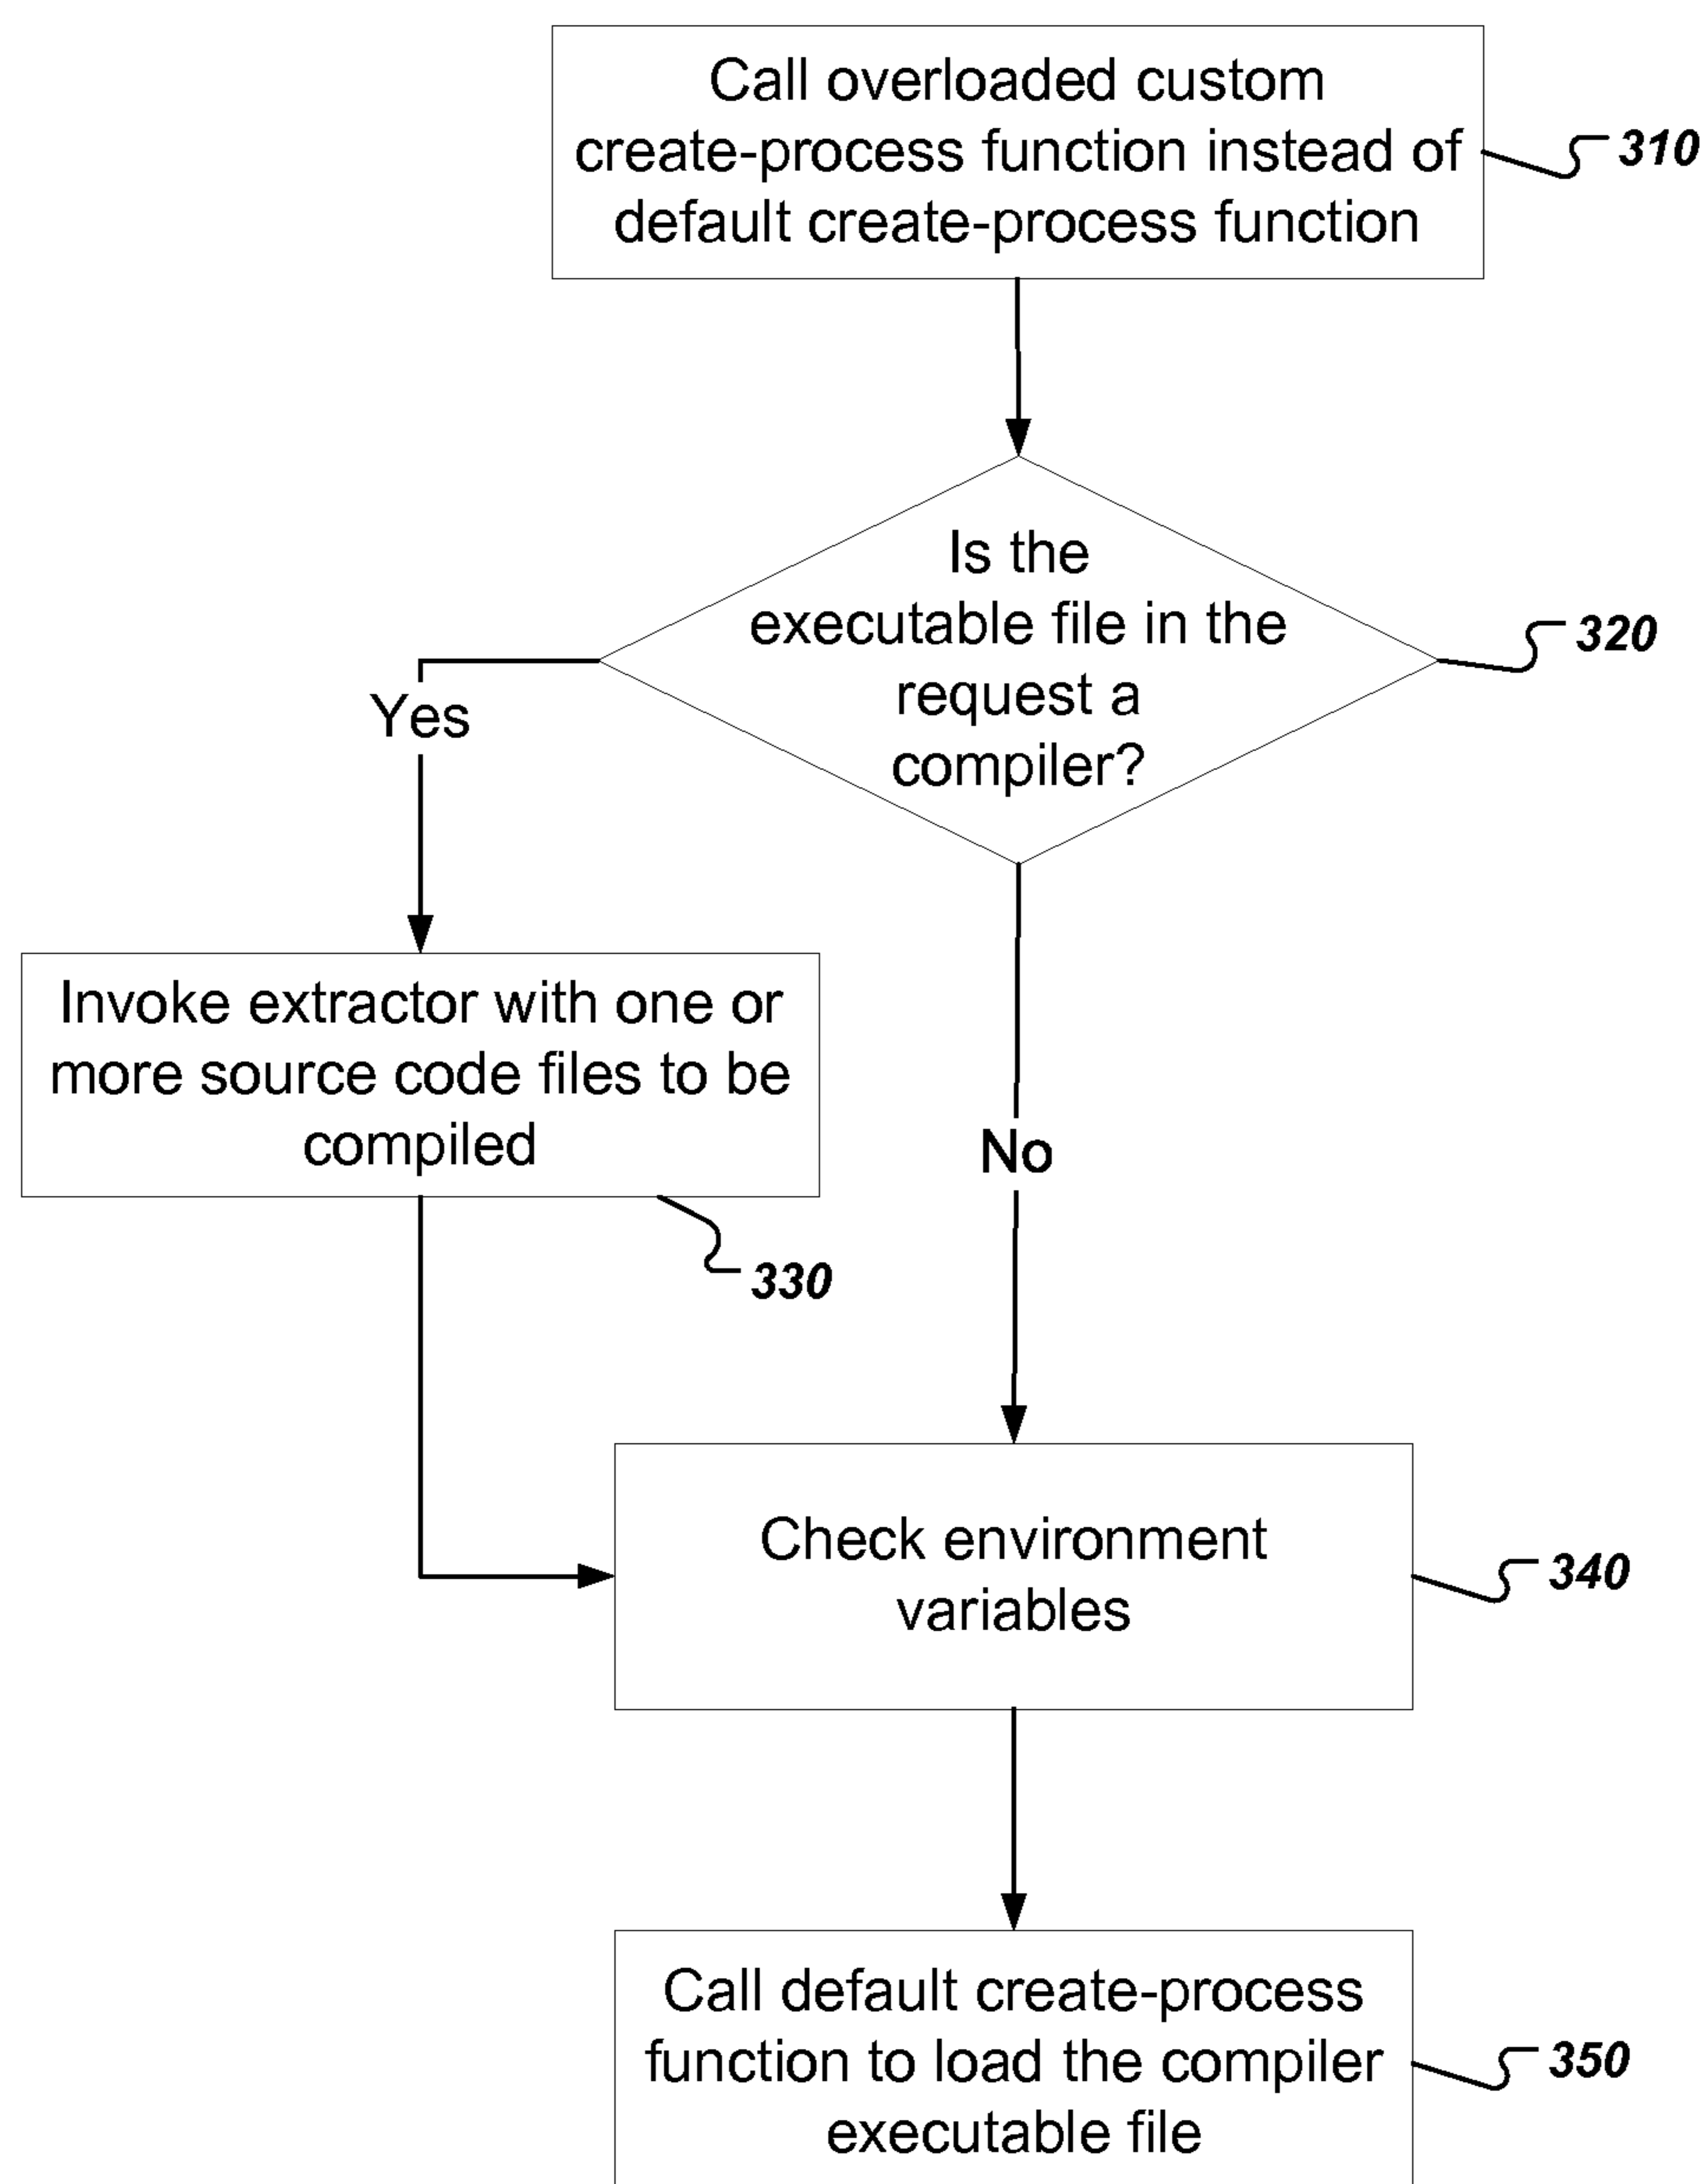 Call overloaded custom
create-process function instead of
default create-process function
310
Is the
executable file in the
request a
compiler?
320
Yes
Invoke extractor with one or
more source code files to be
compiled
330
No
Check environment
variables
340
Call default create-process
function to load the compiler
executable file
350